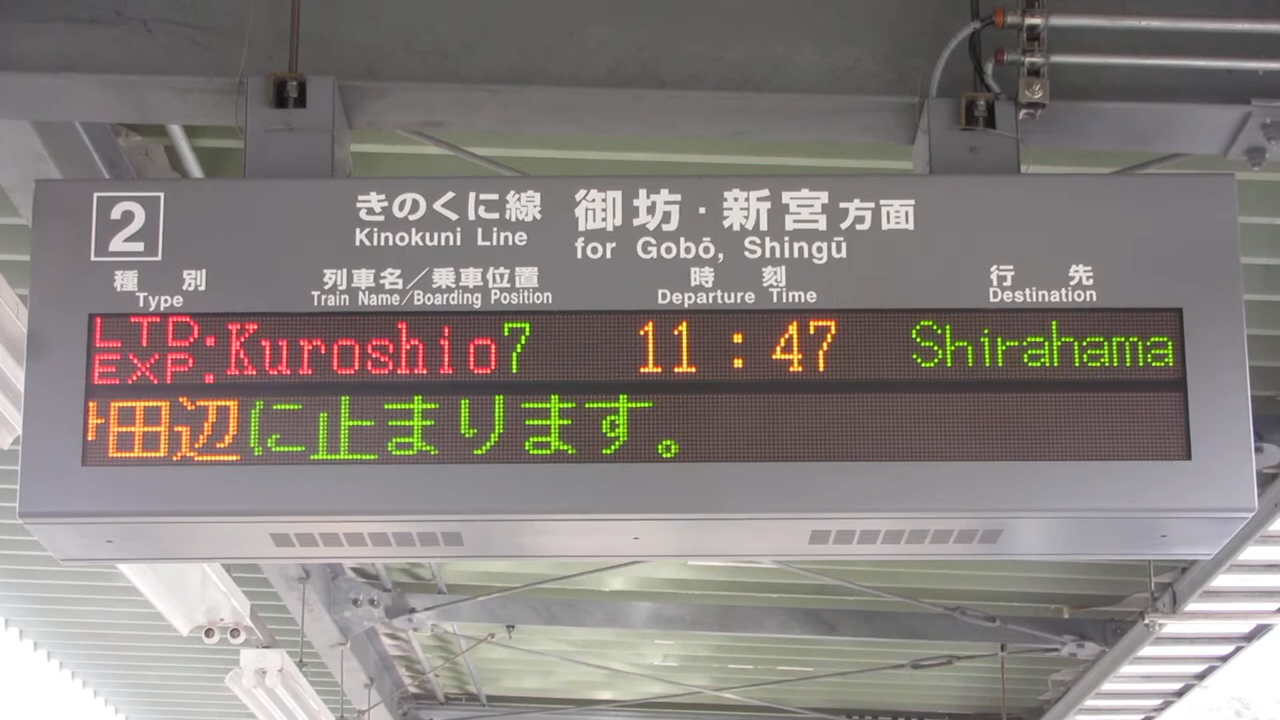 2
きのくに線 御坊・新宮方面
Kinokuni Line for Gobō, Shingū
種別 列車名／乗車位置 時刻 行先
Type Train Name/Boarding Position Departure Time Destination
LTD. EXP. Kuroshio7 11:47 Shirahama
田辺に止まります。